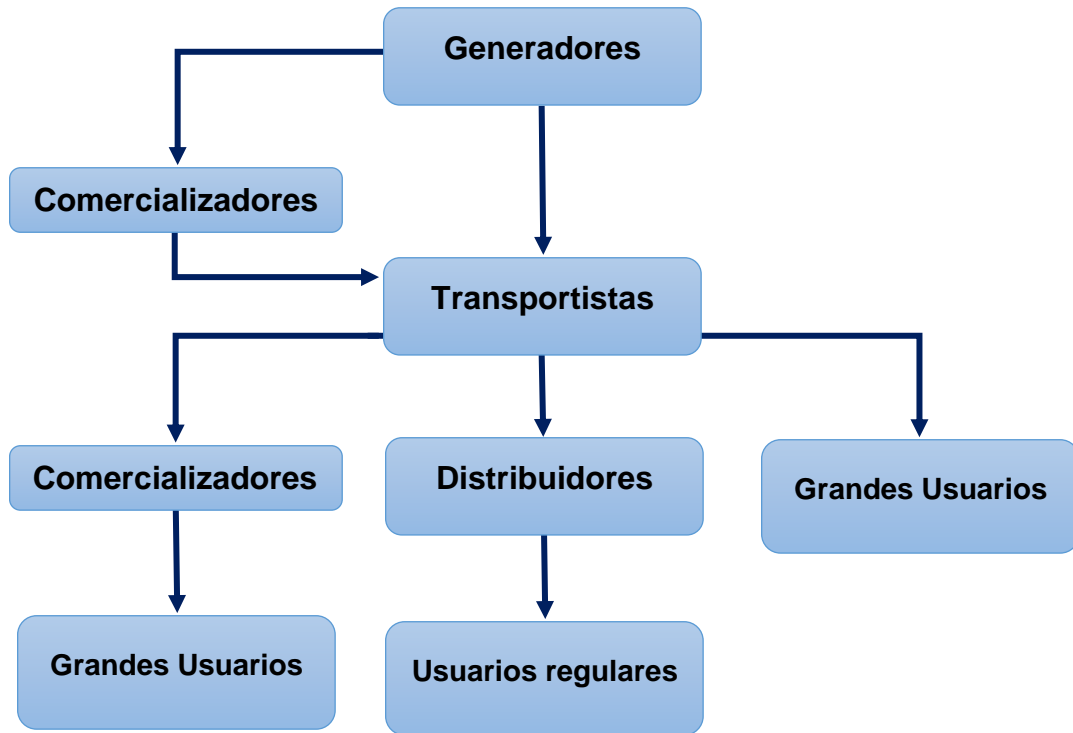 Generadores
Comercializadores
Transportistas
Comercializadores
Distribuidores
Grandes Usuarios
Grandes Usuarios
Usuarios regulares